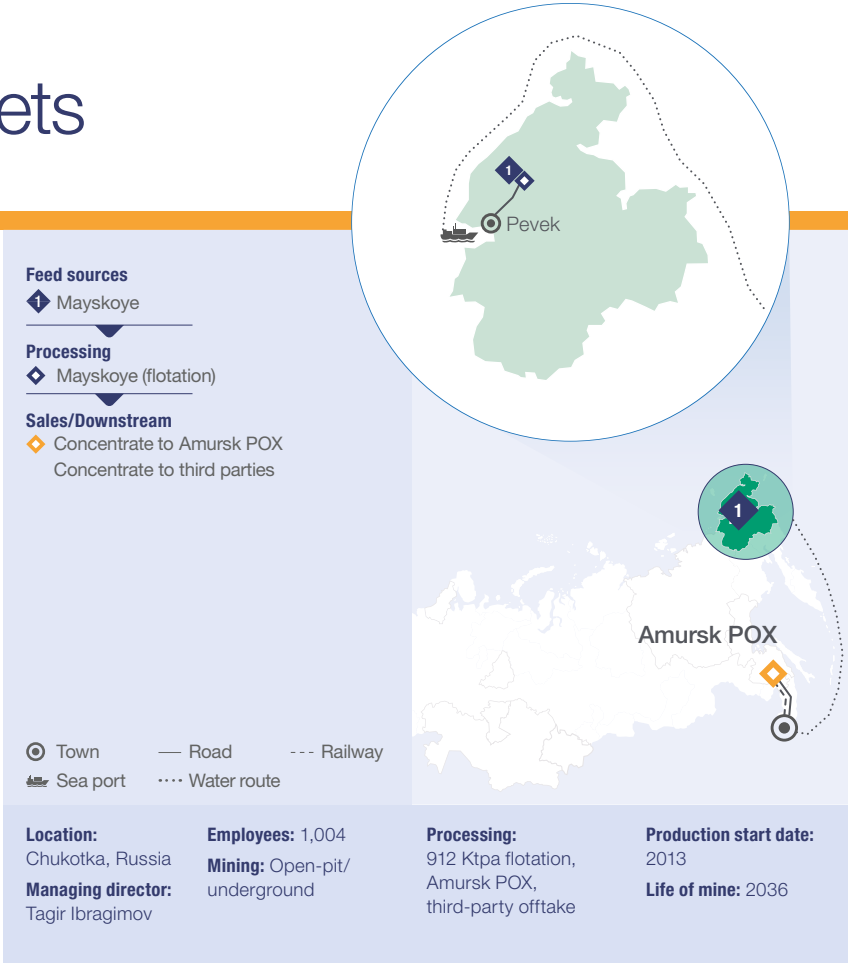 ets
1
Pevek
Feed sources
1 Mayskoye
Processing
Mayskoye (flotation)
Sales/Downstream
Concentrate to Amursk POX
Concentrate to third parties
1
Amursk POX
Town
Road
Railway
Sea port
Water route
Location:
Chukotka, Russia
Managing director:
Tagir Ibragimov
Employees: 1,004
Mining: Open-pit/
underground
Processing:
912 Ktpa flotation,
Amursk POX,
third-party offtake
Production start date:
2013
Life of mine: 2036